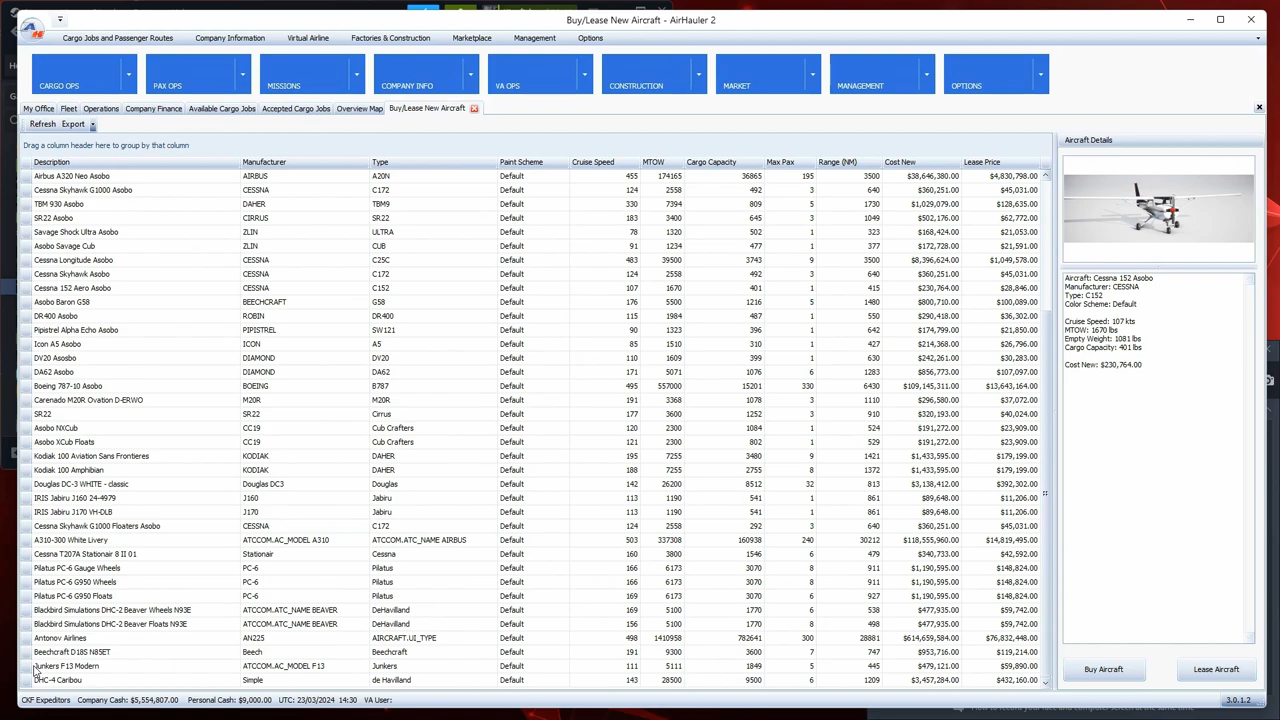 Buy/Lease New Aircraft - AirHauler 2
Cargo Jobs and Passenger Routes Company Information Virtual Airline Factories & Construction Marketplace Management Options
CARGO OPS PAX OPS MISSIONS COMPANY INFO VA OPS CONSTRUCTION MARKET MANAGEMENT OPTIONS
My Office Fleet Operations Company Finance Available Cargo Jobs Accepted Cargo Jobs Overview Map Buy/Lease New Aircraft
Refresh Export
Drag a column header here to group by that column
Description Manufacturer Type Paint Scheme Cruise Speed MTOW Cargo Capacity Max Pax Range (NM) Cost New Lease Price
Airbus A320 Neo Asobo AIRBUS A20N Default 455 174165 36865 195 3500 $38,646,380.00 $4,830,798.00
Cessna Skyhawk G1000 Asobo CESSNA C172 Default 124 2558 492 3 640 $360,251.00 $45,031.00
TBM 930 Asobo DAHER TBM9 Default 330 7394 809 5 1730 $1,029,079.00 $128,635.00
SR22 Asobo CIRRUS SR22 Default 183 3400 645 3 1049 $502,176.00 $62,772.00
Savage Shock Ultra Asobo ZLIN ULTRA Default 78 1320 502 1 323 $168,424.00 $21,053.00
Asobo Savage Cub ZLIN CUB Default 91 1234 477 1 377 $172,728.00 $21,591.00
Cessna Longitude Asobo CESSNA C25C Default 483 39500 3743 9 3500 $8,396,624.00 $1,049,578.00
Cessna Skyhawk Asobo CESSNA C172 Default 124 2558 492 3 640 $360,251.00 $45,031.00
Cessna 152 Aero Asobo CESSNA C152 Default 107 1670 401 1 415 $230,764.00 $28,846.00
Asobo Baron G58 BEECHCRAFT G58 Default 176 5500 1216 5 1480 $800,710.00 $100,089.00
DR400 Asobo ROBIN DR400 Default 115 1984 487 1 550 $290,418.00 $36,302.00
Pipistrel Alpha Echo Asobo PIPISTREL SW121 Default 90 1323 396 1 642 $174,799.00 $21,850.00
Icon A5 Asobo ICON A5 Default 85 1510 310 1 427 $214,368.00 $26,796.00
DV20 Asosbo DIAMOND DV20 Default 110 1609 399 1 630 $242,261.00 $30,283.00
DA62 Asobo DIAMOND DA62 Default 171 5071 1076 6 1283 $856,773.00 $107,097.00
Boeing 787-10 Asobo BOEING B787 Default 495 557000 15201 330 6430 $109,145,311.00 $13,643,164.00
Carenado M20R Ovation D-ERWO M20R M20R Default 191 3368 1078 3 1110 $296,580.00 $37,072.00
SR22 SR22 Cirrus Default 177 3600 1252 3 910 $320,193.00 $40,024.00
Asobo NXCub CC19 Cub Crafters Default 120 2300 1084 1 524 $191,272.00 $23,909.00
Asobo XCub Floats CC19 Cub Crafters Default 121 2300 802 1 529 $191,272.00 $23,909.00
Kodiak 100 Aviation Sans Frontieres KODIAK DAHER Default 195 7255 3480 9 1421 $1,433,595.00 $179,199.00
Kodiak 100 Amphibian KODIAK DAHER Default 188 7255 2855 8 1372 $1,433,595.00 $179,199.00
Douglas DC-3 WHITE - classic Douglas DC3 Douglas Default 142 26200 8512 32 813 $3,138,412.00 $392,302.00
IRIS Jabiru J160 24-4979 J160 Jabiru Default 113 1190 541 1 861 $89,648.00 $11,206.00
IRIS Jabiru J170 VH-DLB J170 Jabiru Default 113 1190 541 1 861 $89,648.00 $11,206.00
Cessna Skyhawk G1000 Floaters Asobo CESSNA C172 Default 124 2558 292 3 640 $360,251.00 $45,031.00
A310-300 White Livery ATCCOM.AC_MODEL A310 ATCCOM.ATC_NAME AIRBUS Default 503 337308 160938 240 30212 $118,555,960.00 $14,819,495.00
Cessna T207A Stationair 8 II 01 Stationair Cessna Default 160 3800 1546 6 479 $340,733.00 $42,592.00
Pilatus PC-6 Gauge Wheels PC-6 Pilatus Default 166 6173 3070 8 911 $1,190,595.00 $148,824.00
Pilatus PC-6 G950 Wheels PC-6 Pilatus Default 166 6173 3070 8 911 $1,190,595.00 $148,824.00
Pilatus PC-6 G950 Floats PC-6 Pilatus Default 169 6173 3070 8 927 $1,190,595.00 $148,824.00
Blackbird Simulations DHC-2 Beaver Wheels N93E ATCCOM.ATC_NAME BEAVER DeHavilland Default 169 5100 1770 6 538 $477,935.00 $59,742.00
Blackbird Simulations DHC-2 Beaver Floats N93E ATCCOM.ATC_NAME BEAVER DeHavilland Default 156 5100 1770 6 498 $477,935.00 $59,742.00
Antonov Airlines AN225 AIRCRAFT.UI_TYPE Default 498 1410958 782641 300 28881 $614,659,584.00 $76,832,448.00
Beechcraft D18S N85ET Beech Beechcraft Default 191 9300 3600 7 747 $953,716.00 $119,214.00
Junkers F13 Modern ATCCOM.AC_MODEL F13 Junkers Default 111 5111 1849 5 445 $479,121.00 $59,890.00
DHC-4 Caribou Simple de Havilland Default 143 28500 9500 6 1209 $3,457,284.00 $432,160.00
Aircraft Details
Aircraft: Cessna 152 Asobo
Manufacturer: CESSNA
Type: C152
Color Scheme: Default
Cruise Speed: 107 kts
MTOW: 1670 lbs
Empty Weight: 1081 lbs
Cargo Capacity: 401 lbs
Cost New: $230,764.00
Buy Aircraft Lease Aircraft
OKF Expeditors Company Cash: $5,554,807.00 Personal Cash: $9,000.00 UTC: 23/03/2024 14:30 VA User: 3.0.1.2